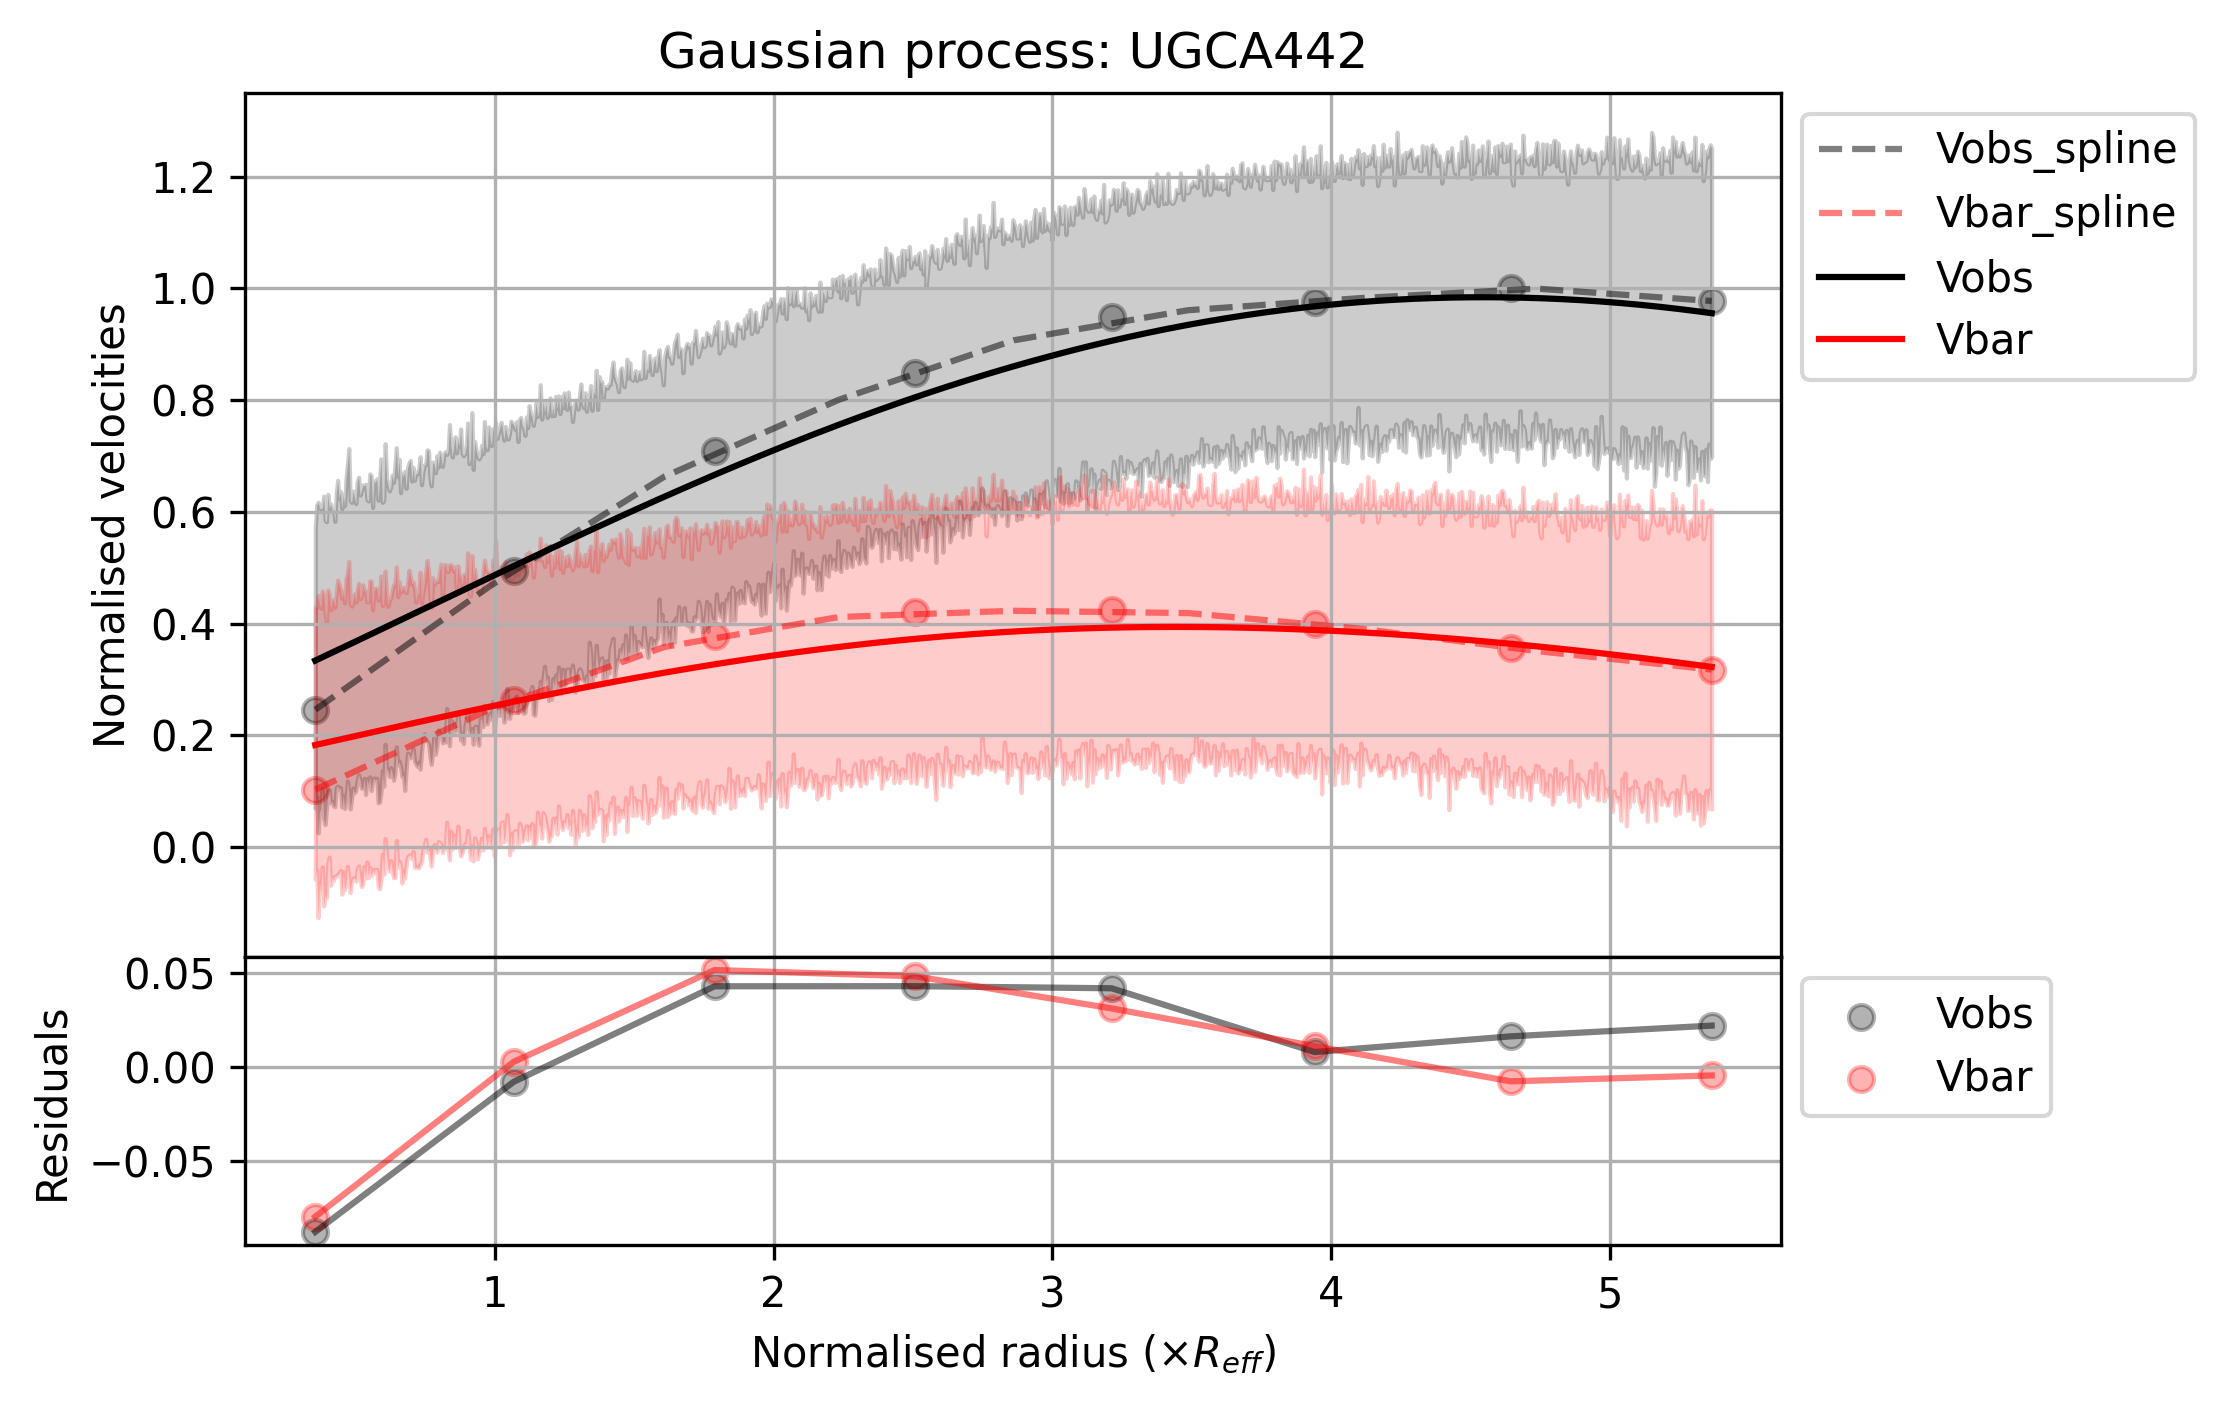 Gaussian process: UGCA442
Normalised velocities
1.2
1.0
0.8
0.6
0.4
0.2
0.0
Vobs_spline
Vbar_spline
Vobs
Vbar
Residuals
0.05
0.00
−0.05
Vobs
Vbar
1 2 3 4 5
Normalised radius (×R_eff)